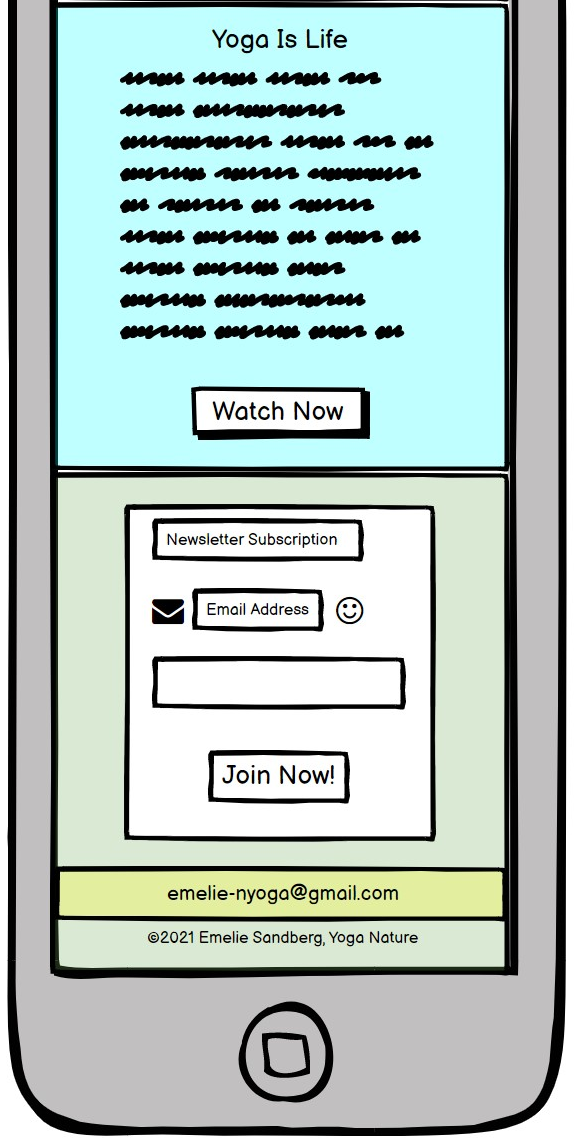 Yoga Is Life
Watch Now
Newsletter Subscription
Email Address
Join Now!
emelie-nyoga@gmail.com
©2021 Emelie Sandberg, Yoga Nature